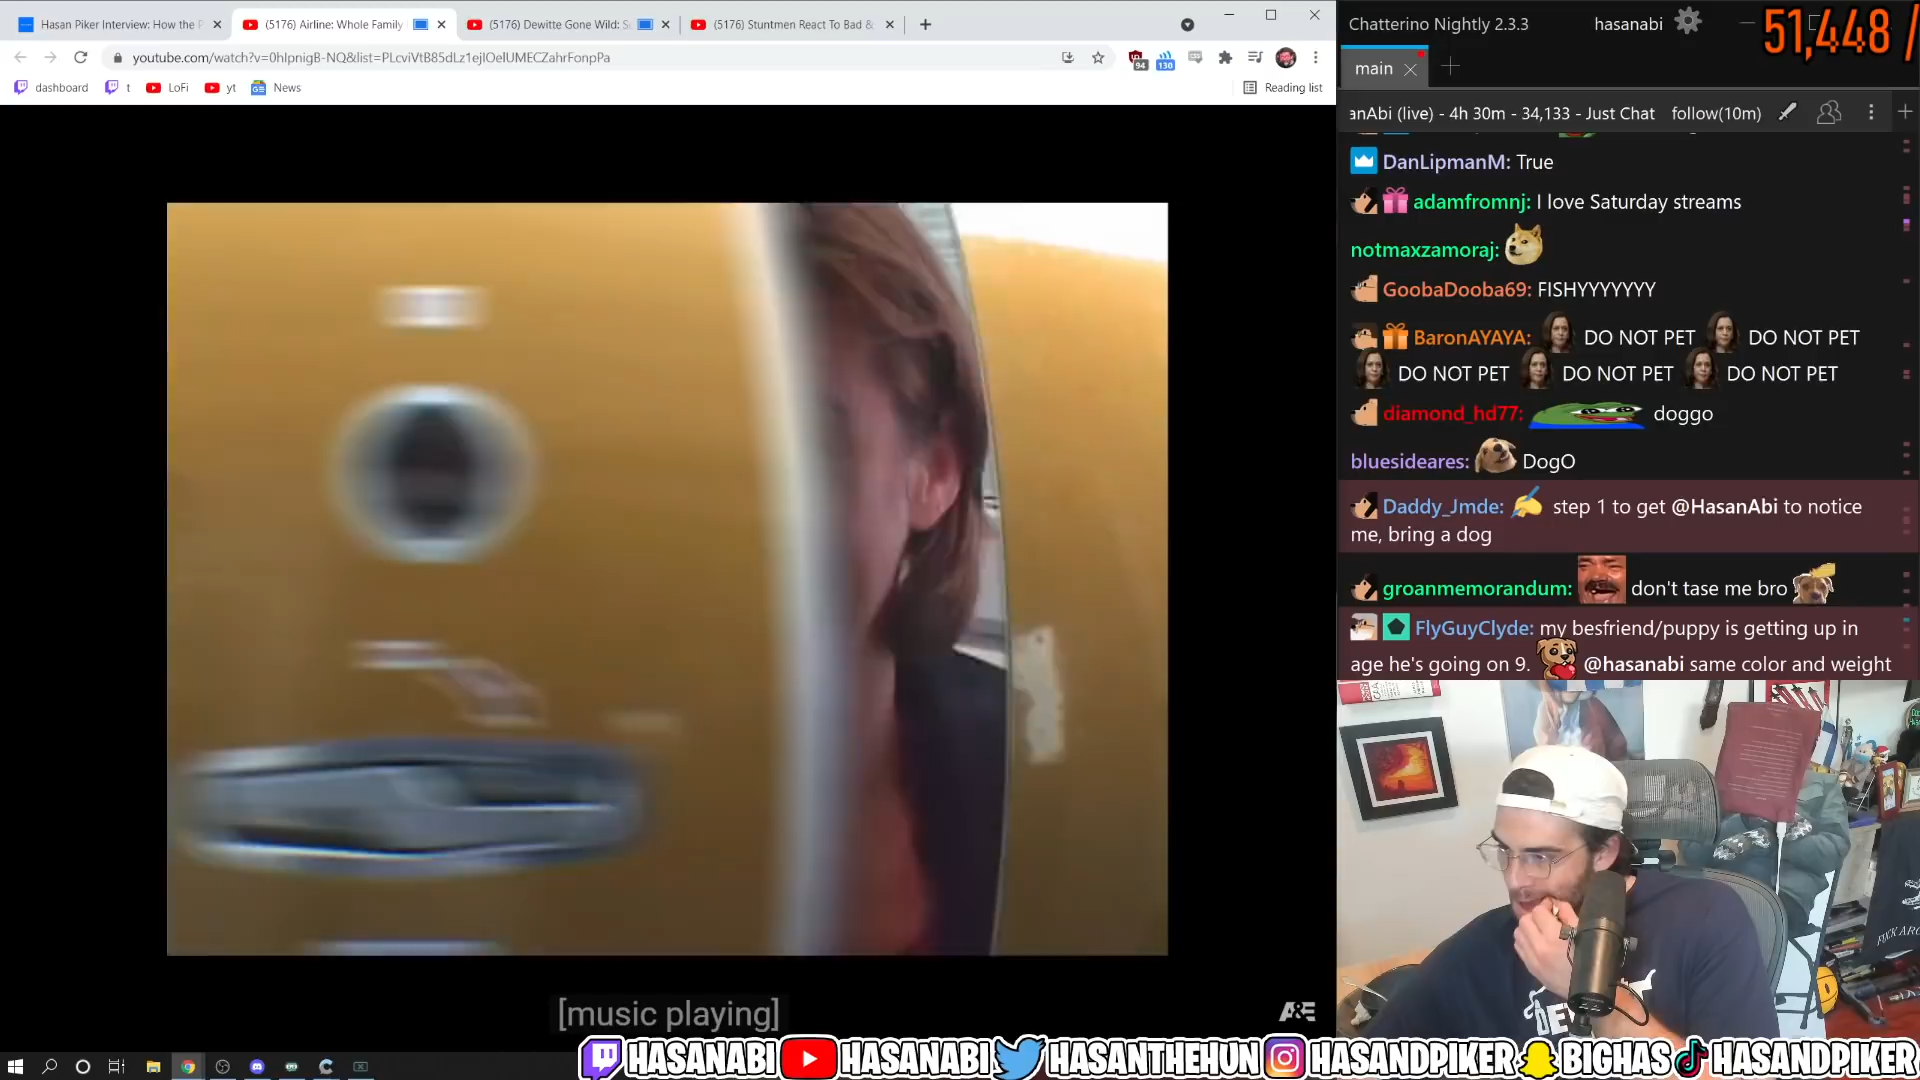 Hasan Piker Interview: How the P
(5176) Airline: Whole Family
(5176) Dewitte Gone Wild: S
(5176) Stuntmen React To Bad &
youtube.com/watch?v=0hIpnigB-NQ&list=PLcviVtB85dLz1ejIOelUMECZahrFonpPa
94
130
dashboard
t
LoFi
yt
News
Reading list
[music playing]
A&E
Chatterino Nightly 2.3.3
hasanabi
51,448 /
main
anAbi (live) - 4h 30m - 34,133 - Just Chat
follow(10m)
DanLipmanM: True
adamfromnj: I love Saturday streams
notmaxzamoraj:
GoobaDooba69: FISHYYYYYYY
BaronAYAYA: DO NOT PET DO NOT PET
DO NOT PET DO NOT PET DO NOT PET
diamond_hd77: doggo
bluesideares: DogO
Daddy_Jmde: step 1 to get @HasanAbi to notice
me, bring a dog
groanmemorandum: don't tase me bro
FlyGuyClyde: my besfriend/puppy is getting up in
age he's going on 9. @hasanabi same color and weight
HASANABI HASANABI HASANTHEHUN HASANDPIKER BIGHAS HASANDPIKER